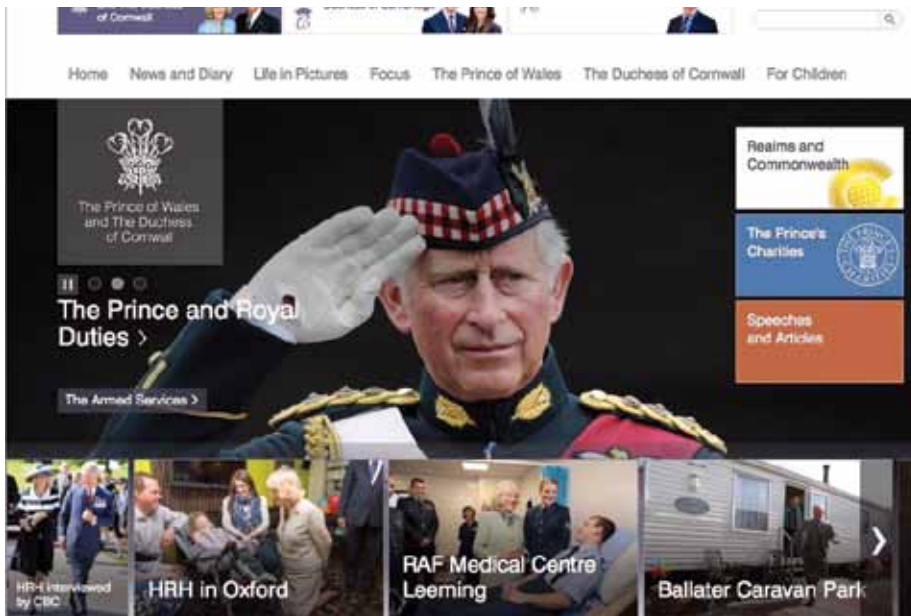 of Cornwall
Home News and Diary Life in Pictures Focus The Prince of Wales The Duchess of Cornwall For Children
The Prince of Wales
and The Duchess
of Cornwall
Realms and
Commonwealth
The Prince's
Charities
THE PRINCE'S CHARITIES
Speeches
and Articles
The Prince and Royal
Duties >
The Armed Services >
HRH interviewed
by CBC
HRH in Oxford
RAF Medical Centre
Leeming
Ballater Caravan Park